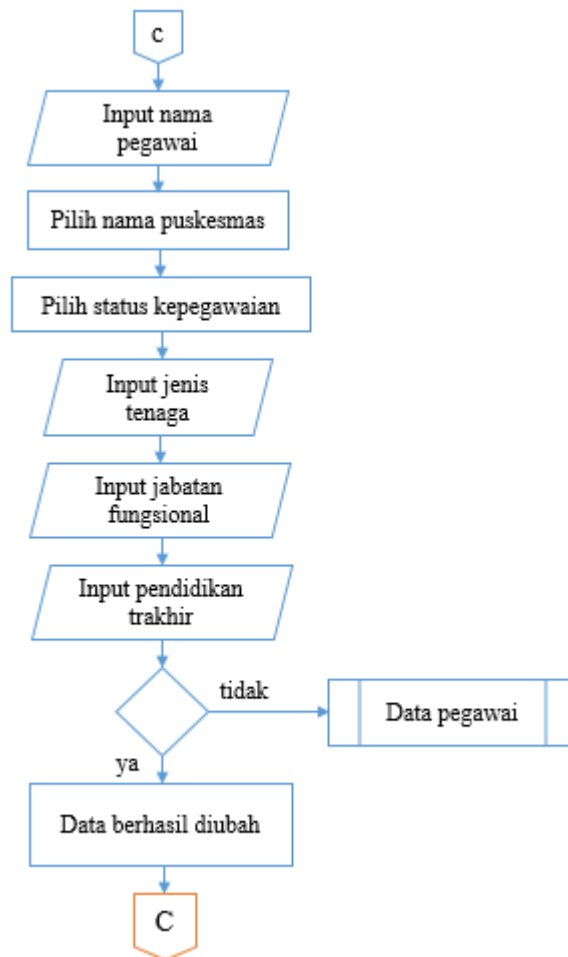 c
Input nama
pegawai
Pilih nama puskesmas
Pilih status kepegawaian
Input jenis
tenaga
Input jabatan
fungsional
Input pendidikan
trakhir
tidak
Data pegawai
ya
Data berhasil diubah
C